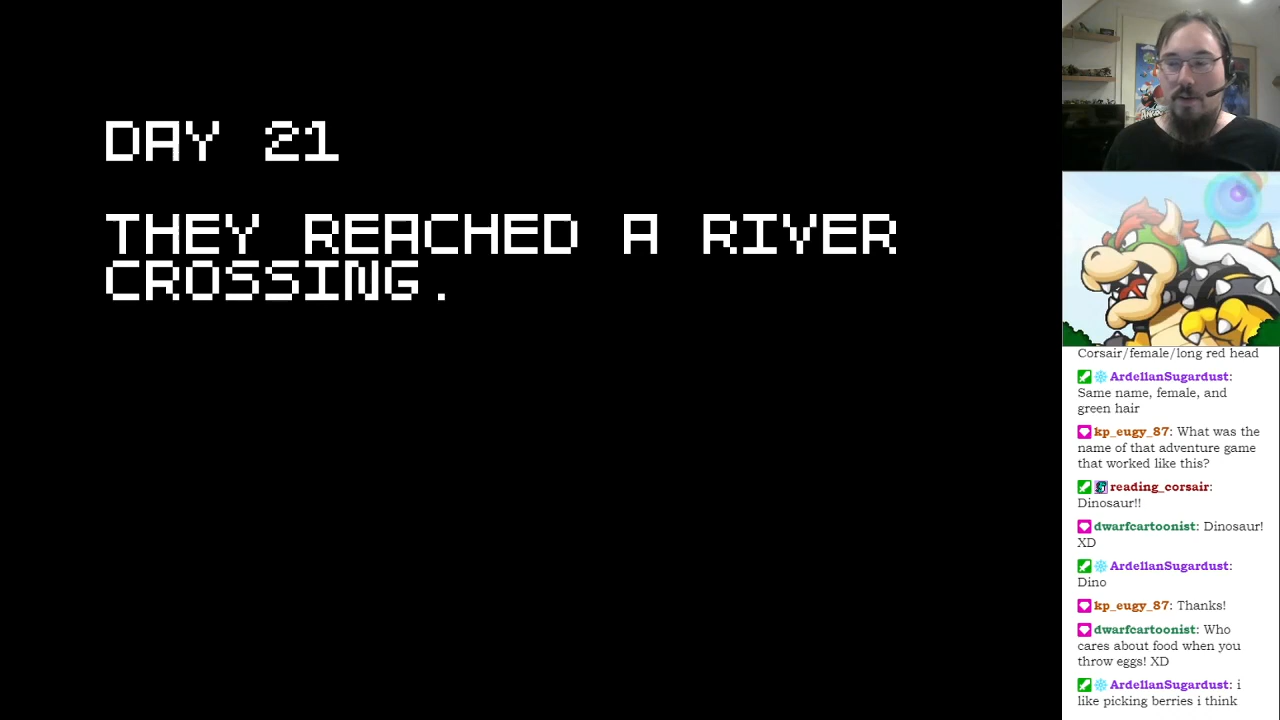 DAY 21
THEY REACHED A RIVER
CROSSING.
Corsair/female/long red head
ArdellanSugardust:
Same name, female, and
green hair
kp_eugy_87: What was the
name of that adventure game
that worked like this?
reading_corsair:
Dinosaur!!
dwarfcartoonist: Dinosaur!
XD
ArdellanSugardust:
Dino
kp_eugy_87: Thanks!
dwarfcartoonist: Who
cares about food when you
throw eggs! XD
ArdellanSugardust: i
like picking berries i think